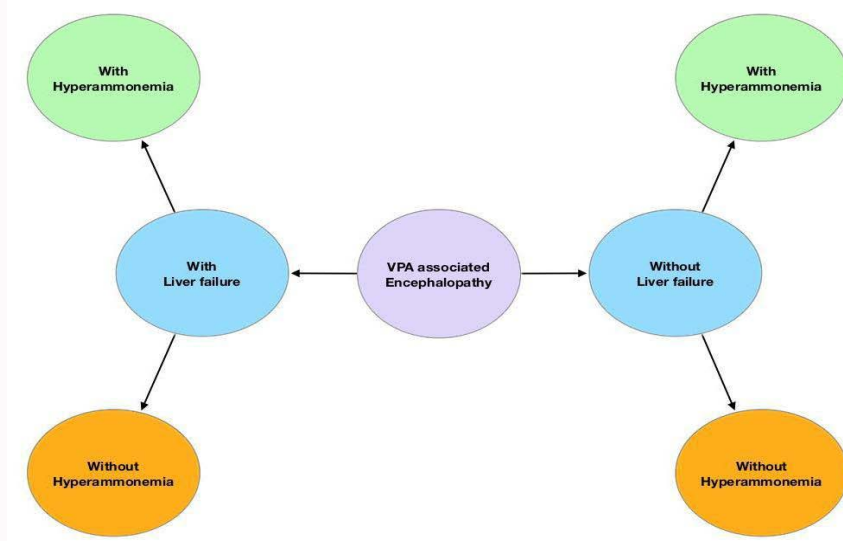 With
Hyperammonemia
With
Hyperammonemia
With
Liver failure
VPA associated
Encephalopathy
Without
Liver failure
Without
Hyperammonemia
Without
Hyperammonemia